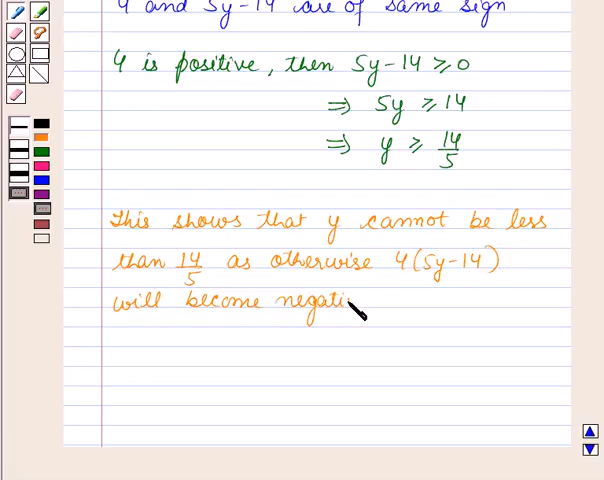 4 and 5y-14 are of same sign
4 is positive, then 5y-14 ≥ 0
⇒ 5y ≥ 14
⇒ y ≥ 14/5
This shows that y cannot be less
than 14/5 as otherwise 4(5y-14)
will become negati